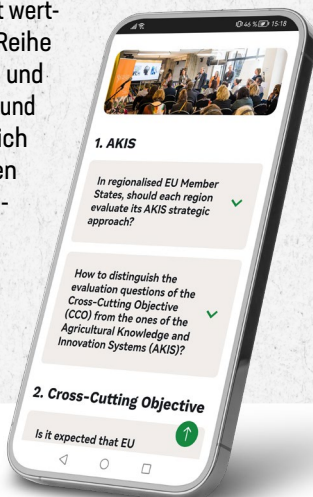 t wert-
Reihe
und
und
ich
en
-
46 % 15:18
1. AKIS
In regionalised EU Member
States, should each region
evaluate its AKIS strategic
approach?
How to distinguish the
evaluation questions of the
Cross-Cutting Objective
(CCO) from the ones of the
Agricultural Knowledge and
Innovation Systems (AKIS)?
2. Cross-Cutting Objective
Is it expected that EU